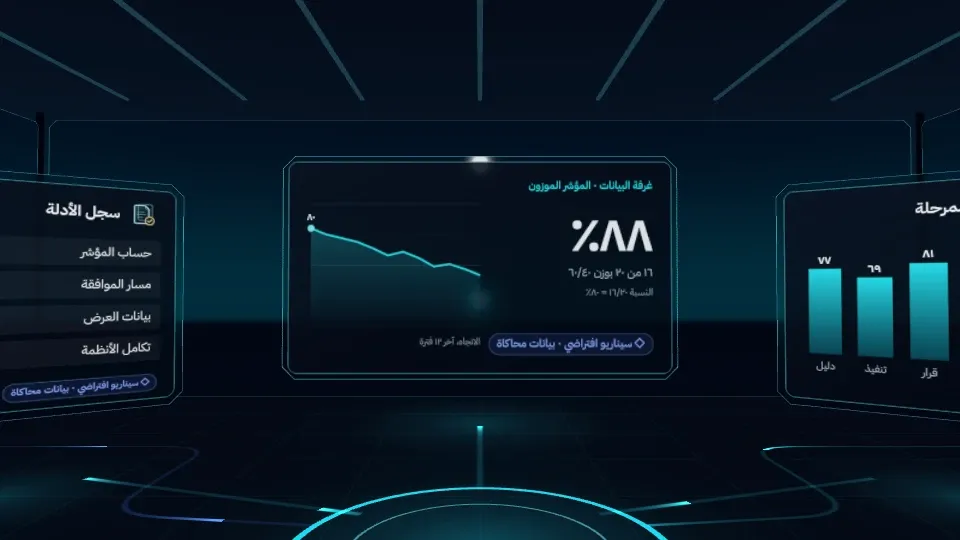 غرفة البيانات - المؤشر الموزون
٪٨٨
١٦ من ٢٠ بوزن ٦٠/٤٠
النسبة ١٦/٢٠ = ٨٠٪
◇ سيناريو افتراضي · بيانات محاكاة
الاتجاه، آخر ١٢ فترة
٨٠
المرحلة
٨١
٦٩
٧٧
قرار
تنفيذ
دليل
سجل الأدلة
حساب المؤشر
مسار الموافقة
بيانات العرض
تكامل الأنظمة
◇ سيناريو افتراضي · بيانات محاكاة